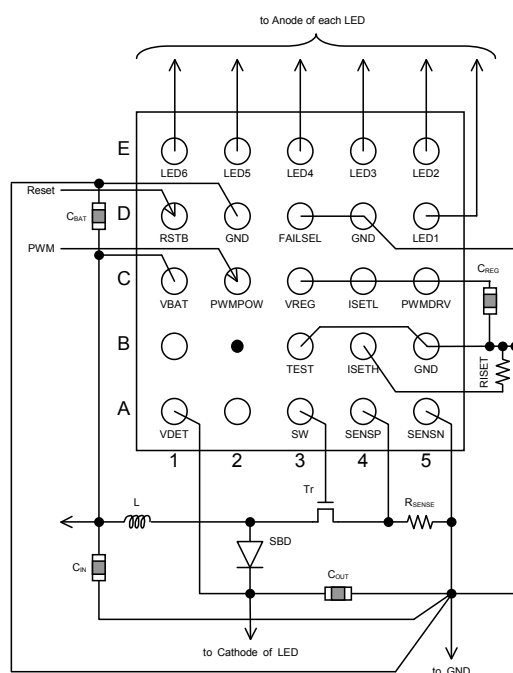 to Anode of each LED
E
LED6 LED5 LED4 LED3 LED2
Reset
CBAT
D
RSTB GND FAILSEL GND LED1
PWM
C
CREG
VBAT PWMPOW VREG ISETL PWMDRV
B
TEST ISETH GND
RISET
A
VDET SW SENSP SENSN
1 2 3 4 5
Tr
L
RSENSE
SBD
CIN
COUT
to Cathode of LED
to GND